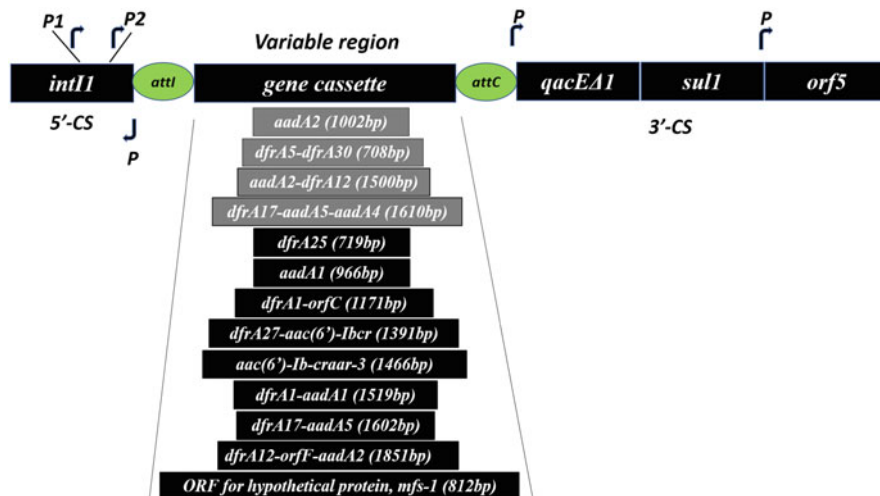 P1
P2
Variable region
P
P
intI1
attI
gene cassette
attC
qacEΔ1
sul1
orf5
5’-CS
P
3’-CS
aadA2 (1002bp)
dfrA5-dfrA30 (708bp)
aadA2-dfrA12 (1500bp)
dfrA17-aadA5-aadA4 (1610bp)
dfrA25 (719bp)
aadA1 (966bp)
dfrA1-orfC (1171bp)
dfrA27-aac(6’)-Ibcr (1391bp)
aac(6’)-Ib-craar-3 (1466bp)
dfrA1-aadA1 (1519bp)
dfrA17-aadA5 (1602bp)
dfrA12-orfF-aadA2 (1851bp)
ORF for hypothetical protein, mfs-1 (812bp)